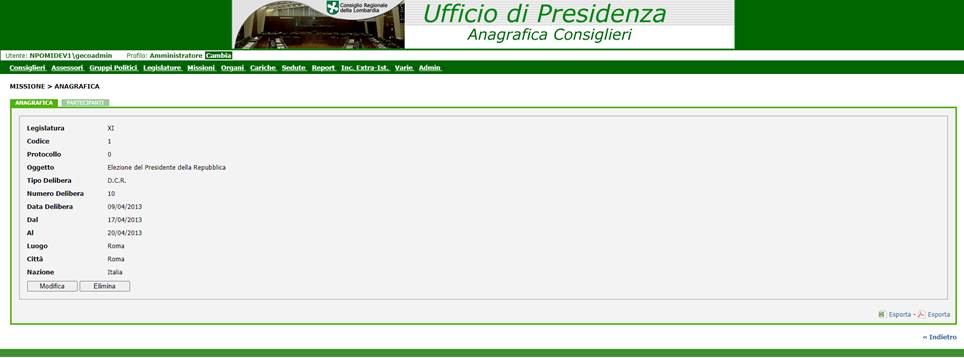 Consiglio Regionale
della Lombardia
Ufficio di Presidenza
Anagrafica Consiglieri
Utente: NPOMIDEV1\gecoadmin Profilo: Amministratore Cambia
Consiglieri Assessori Gruppi Politici Legislature Missioni Organi Cariche Sedute Report Inc. Extra-Ist. Varie Admin
MISSIONE > ANAGRAFICA
ANAGRAFICA PARTECIPANTI
Legislatura XI
Codice 1
Protocollo 0
Oggetto Elezione del Presidente della Repubblica
Tipo Delibera D.C.R.
Numero Delibera 10
Data Delibera 09/04/2013
Dal 17/04/2013
Al 20/04/2013
Luogo Roma
Città Roma
Nazione Italia
Modifica Elimina
Esporta - Esporta
« Indietro